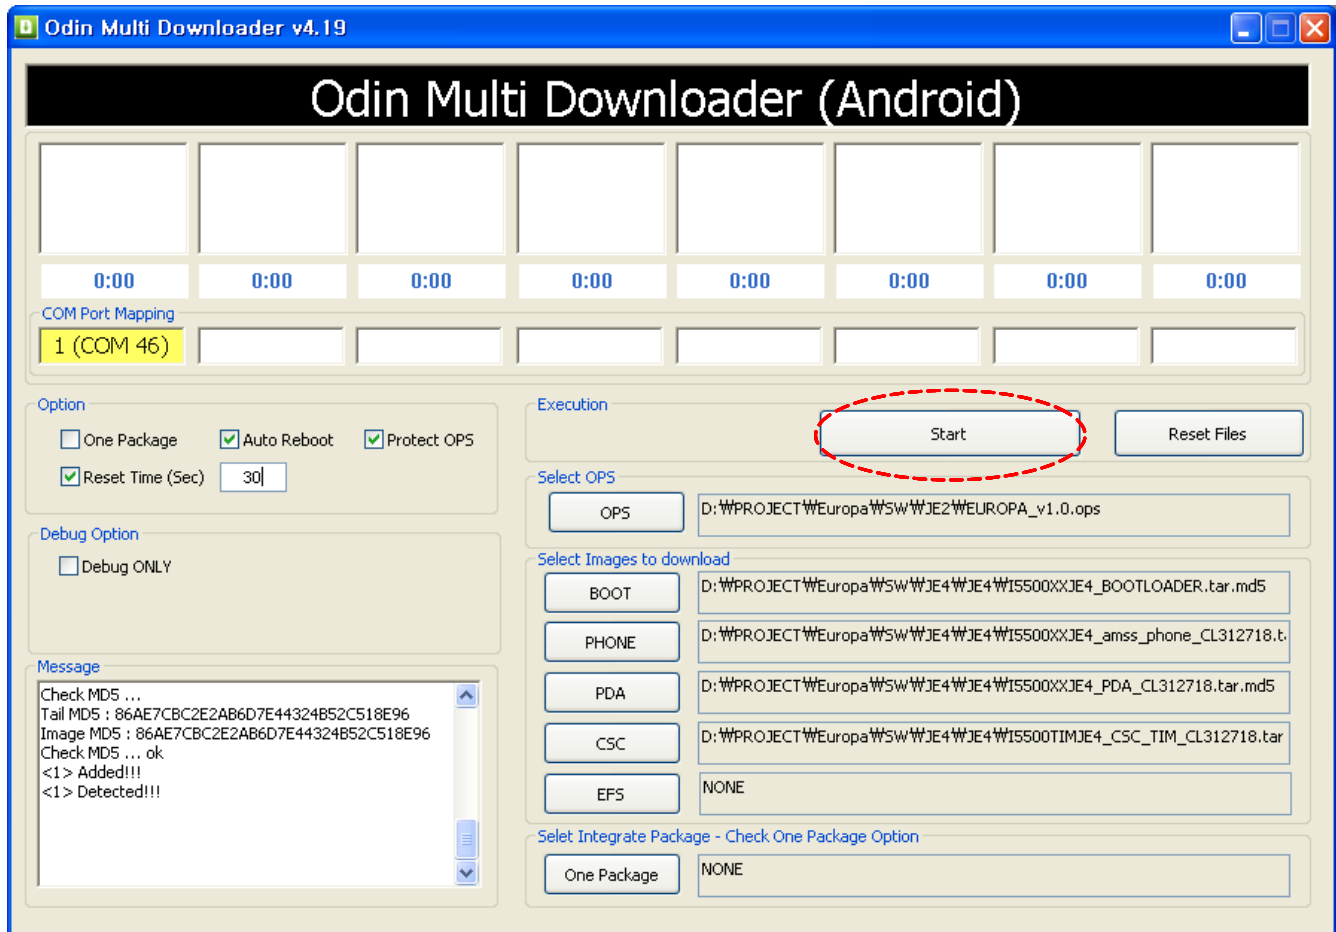 Odin Multi Downloader v4.19
Odin Multi Downloader (Android)
0:00 0:00 0:00 0:00 0:00 0:00 0:00 0:00
COM Port Mapping
1 (COM 46)
Option
One Package Auto Reboot Protect OPS
Reset Time (Sec) 30
Debug Option
Debug ONLY
Message
Check MD5 ...
Tail MD5 : 86AE7CBC2E2AB6D7E44324B52C518E96
Image MD5 : 86AE7CBC2E2AB6D7E44324B52C518E96
Check MD5 ... ok
<1> Added!!!
<1> Detected!!!
Execution
Start Reset Files
Select OPS
OPS D:₩PROJECT₩Europa₩SW₩JE2₩EUROPA_v1.0.ops
Select Images to download
BOOT D:₩PROJECT₩Europa₩SW₩JE4₩JE4₩I5500XXJE4_BOOTLOADER.tar.md5
PHONE D:₩PROJECT₩Europa₩SW₩JE4₩JE4₩I5500XXJE4_amss_phone_CL312718.t
PDA D:₩PROJECT₩Europa₩SW₩JE4₩JE4₩I5500XXJE4_PDA_CL312718.tar.md5
CSC D:₩PROJECT₩Europa₩SW₩JE4₩JE4₩I5500TIMJE4_CSC_TIM_CL312718.tar
EFS NONE
Selet Integrate Package - Check One Package Option
One Package NONE